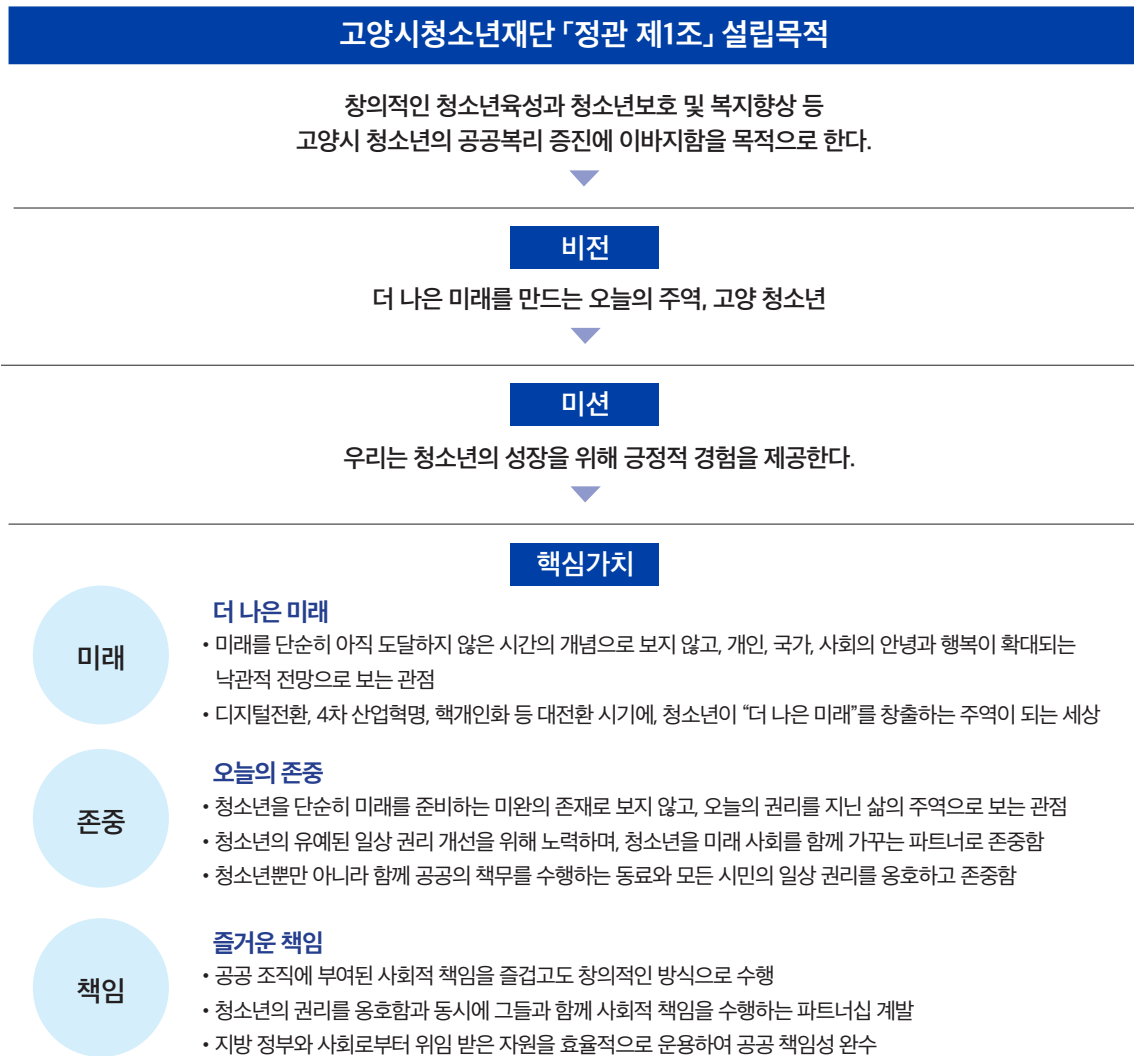 고양시청소년재단 「정관 제1조」 설립목적
창의적인 청소년육성과 청소년보호 및 복지향상 등
고양시 청소년의 공공복리 증진에 이바지함을 목적으로 한다.
비전
더 나은 미래를 만드는 오늘의 주역, 고양 청소년
미션
우리는 청소년의 성장을 위해 긍정적 경험을 제공한다.
핵심가치
미래
더 나은 미래
• 미래를 단순히 아직 도달하지 않은 시간의 개념으로 보지 않고, 개인, 국가, 사회의 안녕과 행복이 확대되는
낙관적 전망으로 보는 관점
• 디지털전환, 4차 산업혁명, 핵개인화 등 대전환 시기에, 청소년이 “더 나은 미래”를 창출하는 주역이 되는 세상
존중
오늘의 존중
• 청소년을 단순히 미래를 준비하는 미완의 존재로 보지 않고, 오늘의 권리를 지닌 삶의 주역으로 보는 관점
• 청소년의 유예된 일상 권리 개선을 위해 노력하며, 청소년을 미래 사회를 함께 가꾸는 파트너로 존중함
• 청소년뿐만 아니라 함께 공공의 책무를 수행하는 동료와 모든 시민의 일상 권리를 옹호하고 존중함
책임
즐거운 책임
• 공공 조직에 부여된 사회적 책임을 즐겁고도 창의적인 방식으로 수행
• 청소년의 권리를 옹호함과 동시에 그들과 함께 사회적 책임을 수행하는 파트너십 계발
• 지방 정부와 사회로부터 위임 받은 자원을 효율적으로 운용하여 공공 책임성 완수